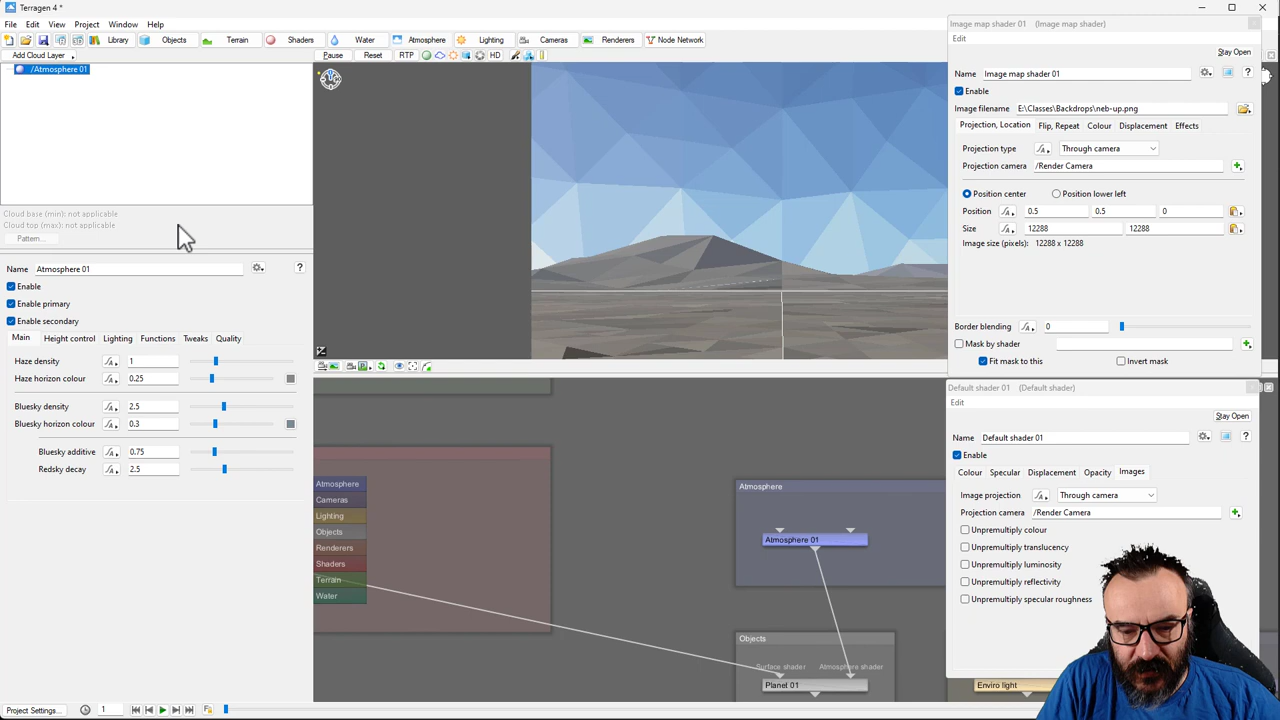 Terragen 4 *
File Edit View Project Window Help
Library Objects Terrain Shaders Water Atmosphere Lighting Cameras Renderers Node Network
Add Cloud Layer
Pause Reset RTP HD
/Atmosphere 01
Cloud base (min): not applicable
Cloud top (max): not applicable
Pattern...
Name Atmosphere 01 ?
Enable
Enable primary
Enable secondary
Main Height control Lighting Functions Tweaks Quality
Haze density 1
Haze horizon colour 0.25
Bluesky density 2.5
Bluesky horizon colour 0.3
Bluesky additive 0.75
Redsky decay 2.5
Atmosphere
Cameras
Lighting
Objects
Renderers
Shaders
Terrain
Water
Atmosphere
Atmosphere 01
Objects
Surface shader Atmosphere shader
Planet 01
Enviro light
Image map shader 01 (Image map shader)
Edit
Stay Open
Name Image map shader 01 ?
Enable
Image filename E:\Classes\Backdrops\neb-up.png
Projection, Location Flip, Repeat Colour Displacement Effects
Projection type Through camera
Projection camera /Render Camera
Position center Position lower left
Position 0.5 0.5 0
Size 12288 12288
Image size (pixels): 12288 x 12288
Border blending 0
Mask by shader
Fit mask to this Invert mask
Default shader 01 (Default shader)
Edit
Stay Open
Name Default shader 01 ?
Enable
Colour Specular Displacement Opacity Images
Image projection Through camera
Projection camera /Render Camera
Unpremultiply colour
Unpremultiply translucency
Unpremultiply luminosity
Unpremultiply reflectivity
Unpremultiply specular roughness
Project Settings... 1